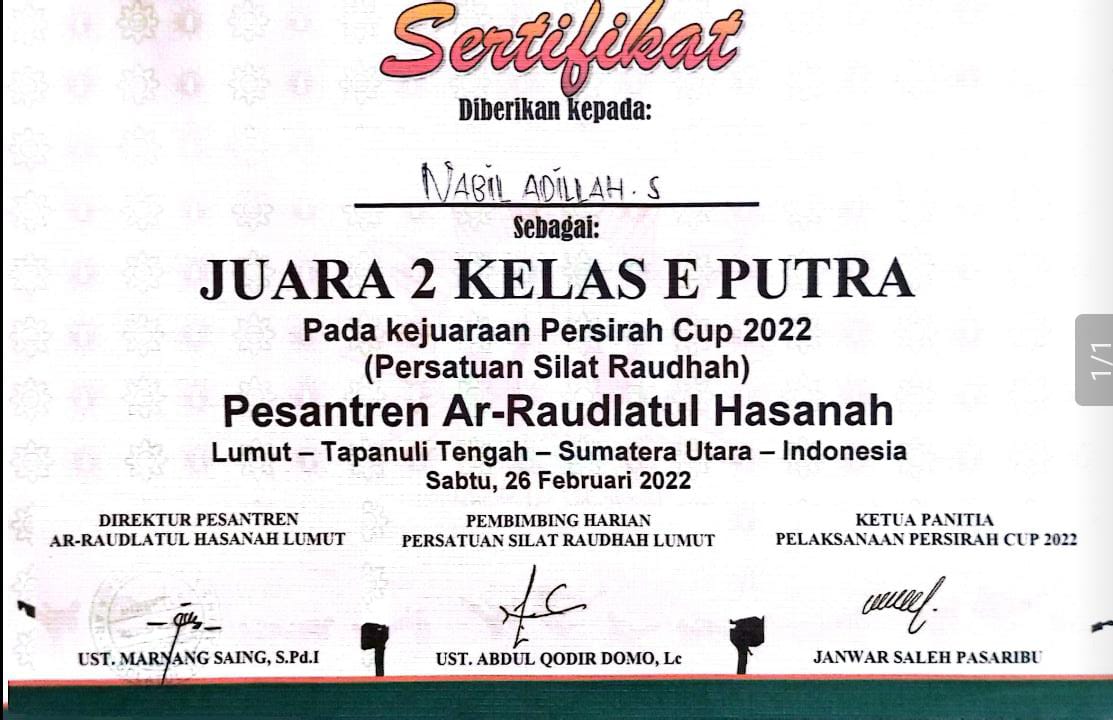 Sertifikat
Diberikan kepada:
NABIL ADILLAH. S
Sebagai:
JUARA 2 KELAS E PUTRA
Pada kejuaraan Persirah Cup 2022
(Persatuan Silat Raudhah)
Pesantren Ar-Raudlatul Hasanah
Lumut – Tapanuli Tengah – Sumatera Utara – Indonesia
Sabtu, 26 Februari 2022
DIREKTUR PESANTREN
AR-RAUDLATUL HASANAH LUMUT
UST. MARNANG SAING, S.Pd.I
PEMBIMBING HARIAN
PERSATUAN SILAT RAUDHAH LUMUT
UST. ABDUL QODIR DOMO, Lc
KETUA PANITIA
PELAKSANAAN PERSIRAH CUP 2022
JANWAR SALEH PASARIBU
1/1